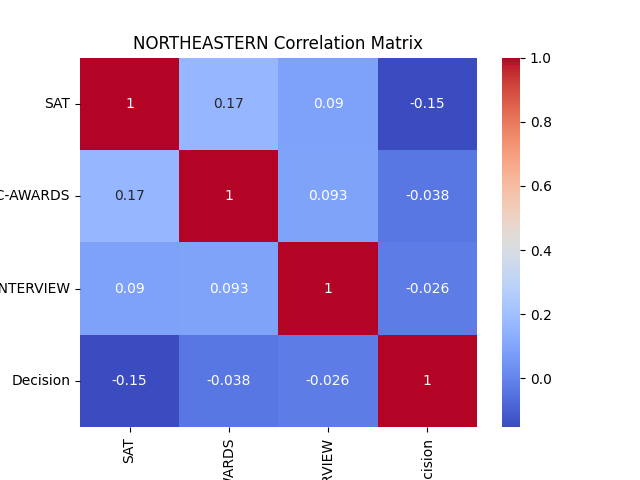 NORTHEASTERN Correlation Matrix
SAT 1 0.17 0.09 -0.15
C-AWARDS 0.17 1 0.093 -0.038
NTERVIEW 0.09 0.093 1 -0.026
Decision -0.15 -0.038 -0.026 1
SAT
WARDS
RVIEW
cision
1.0
0.8
0.6
0.4
0.2
0.0